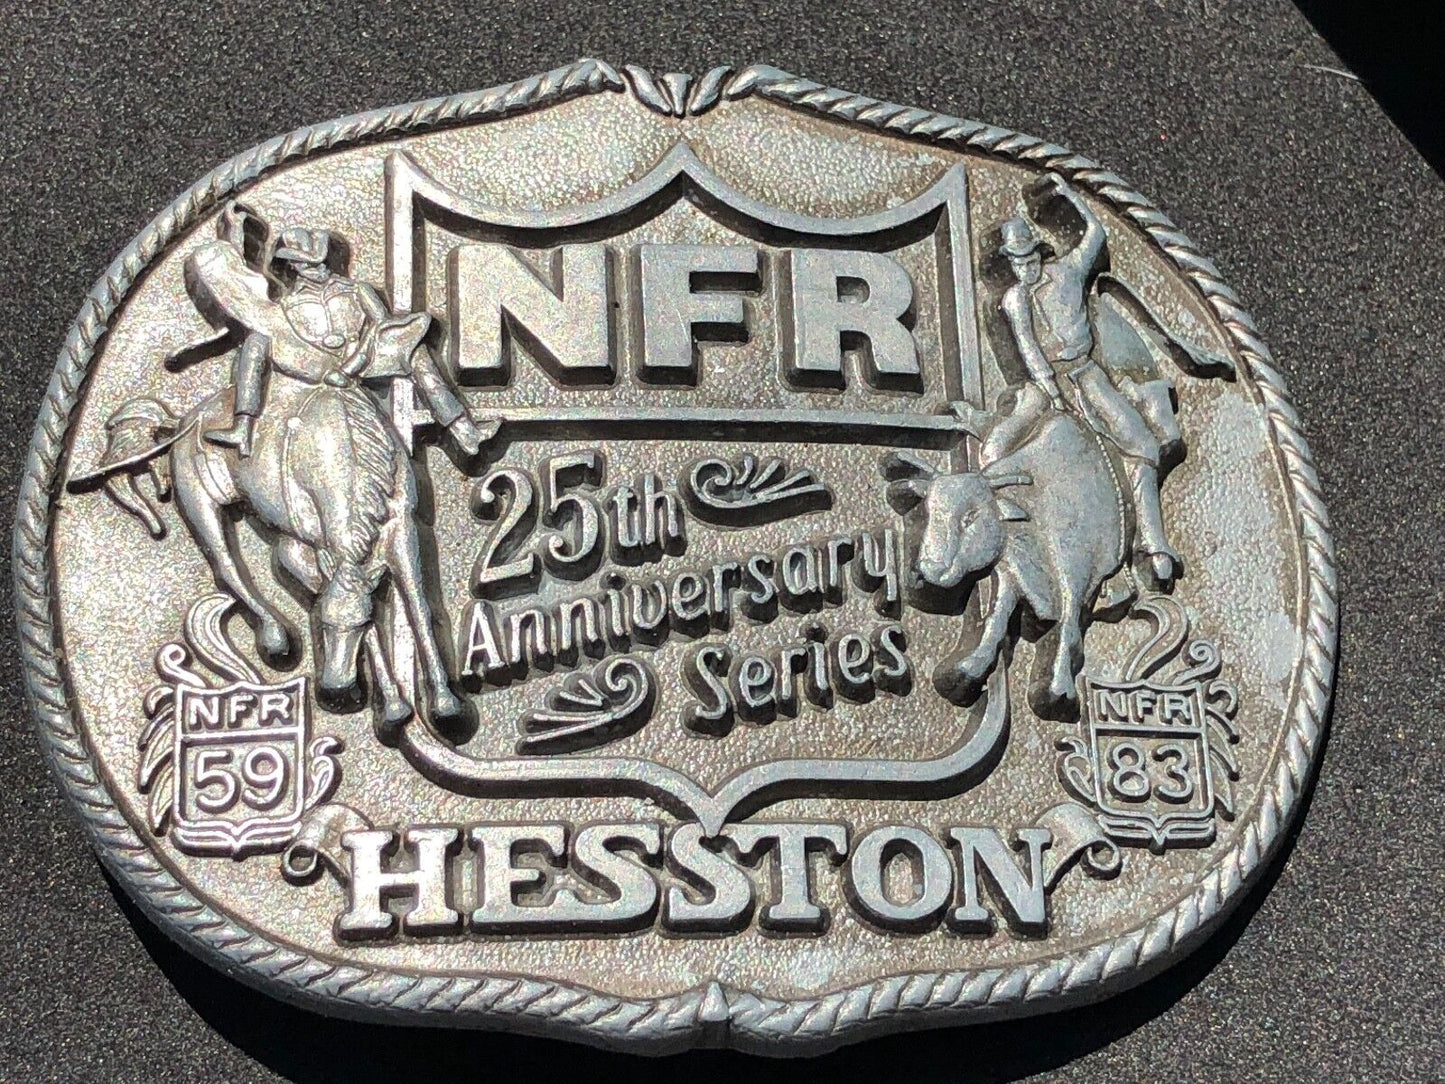 NFR
25th
Anniversary
Series
NFR
59
NFR
83
HESSTON